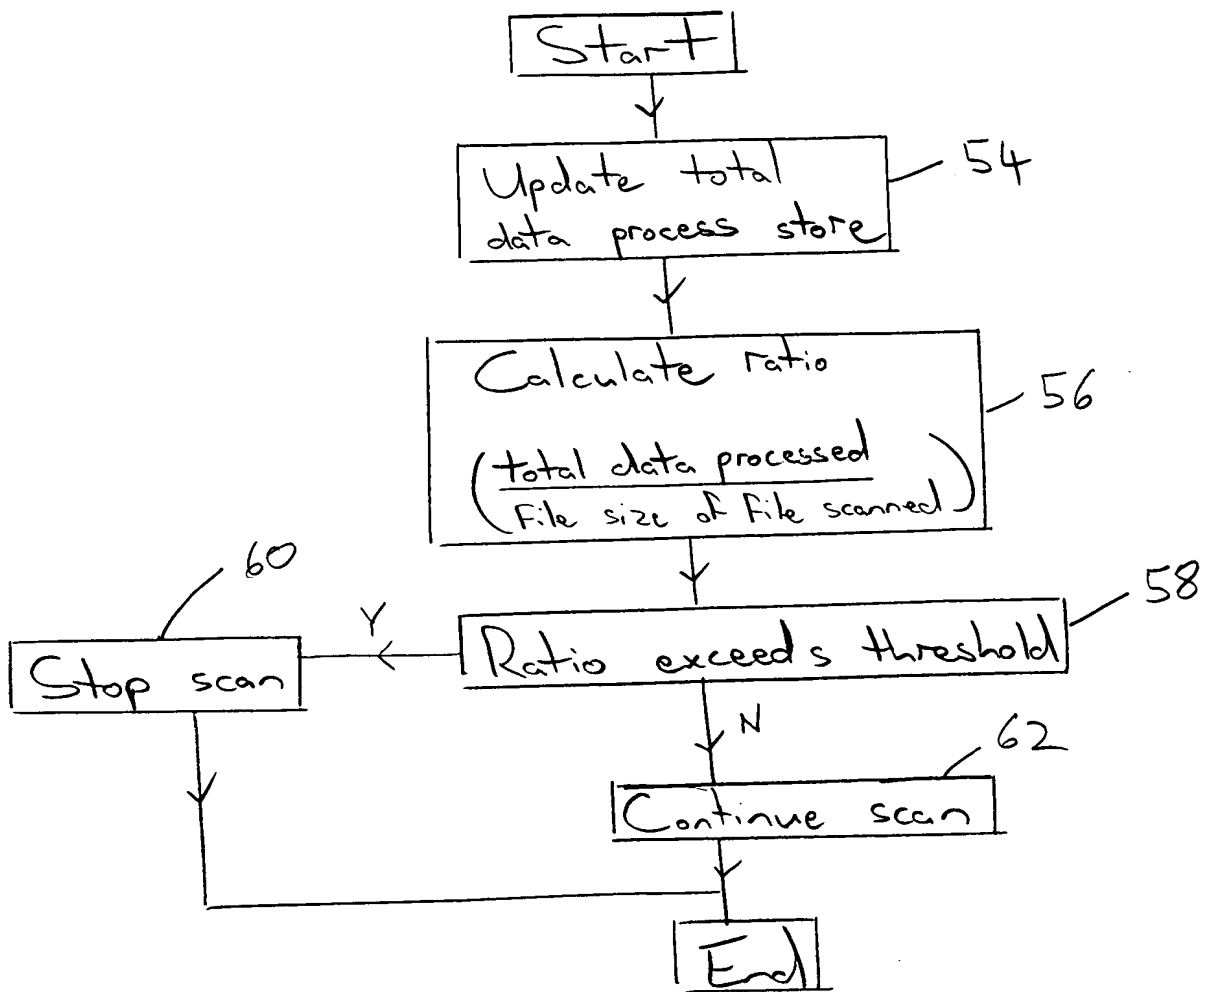 Start
Update total
data process store
54
Calculate ratio
(total data processed
File size of File scanned)
56
60
Y
Ratio exceeds threshold
58
Stop scan
N
62
Continue scan
End